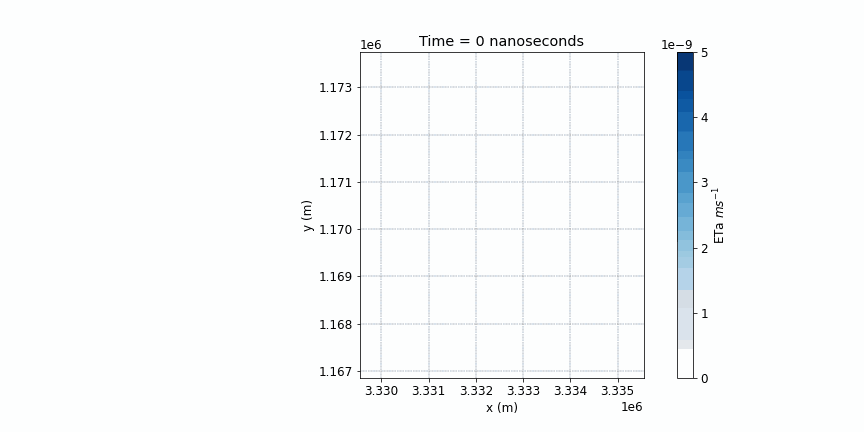 Time = 0 nanoseconds
1e6
1e−9
1.173
1.172
1.171
1.170
1.169
1.168
1.167
y (m)
3.330 3.331 3.332 3.333 3.334 3.335
x (m)
1e6
5
4
3
2
1
0
ETa ms⁻¹